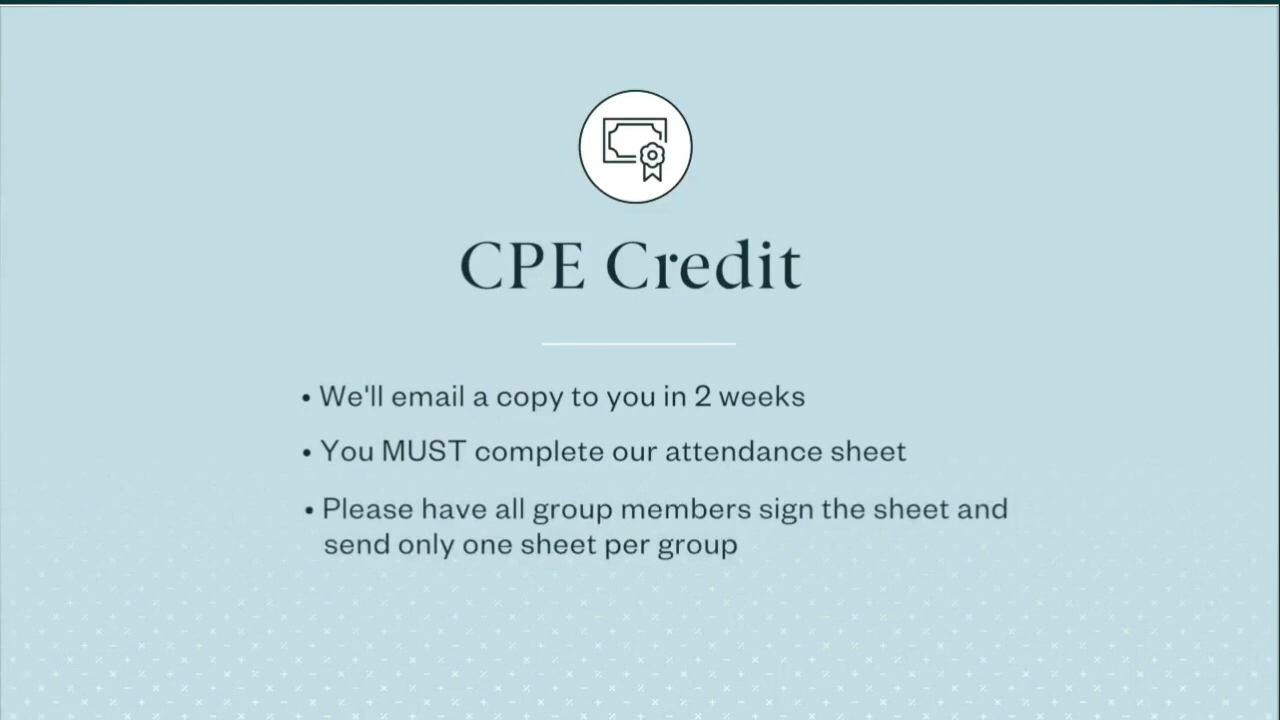 CPE Credit
• We'll email a copy to you in 2 weeks
• You MUST complete our attendance sheet
• Please have all group members sign the sheet and
send only one sheet per group